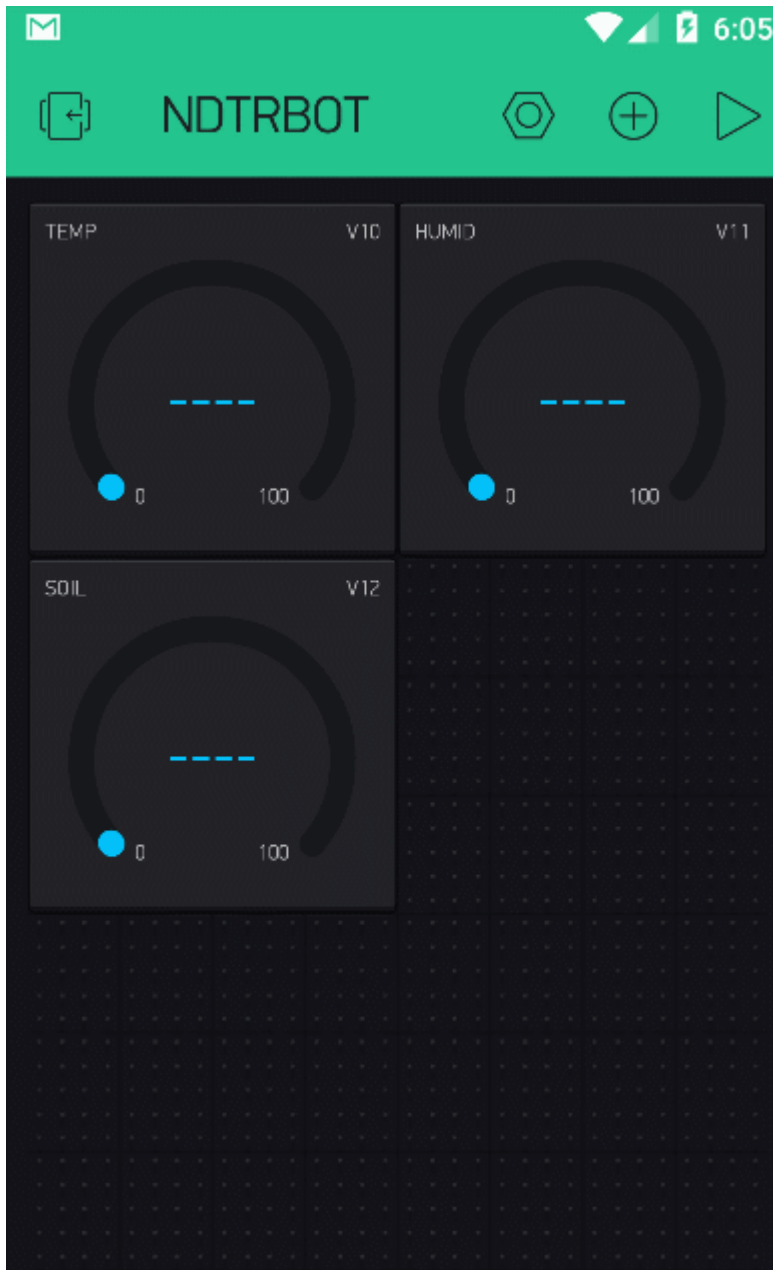 6:05
NDTRBOT
TEMP V10
HUMID V11
----
----
0 100
0 100
SOIL V12
----
0 100